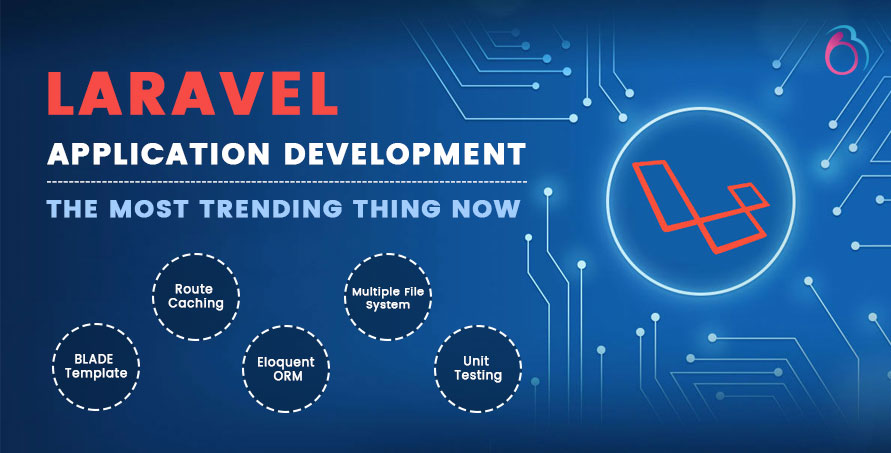 LARAVEL
APPLICATION DEVELOPMENT
THE MOST TRENDING THING NOW
Route
Caching
Multiple File
System
BLADE
Template
Eloquent
ORM
Unit
Testing